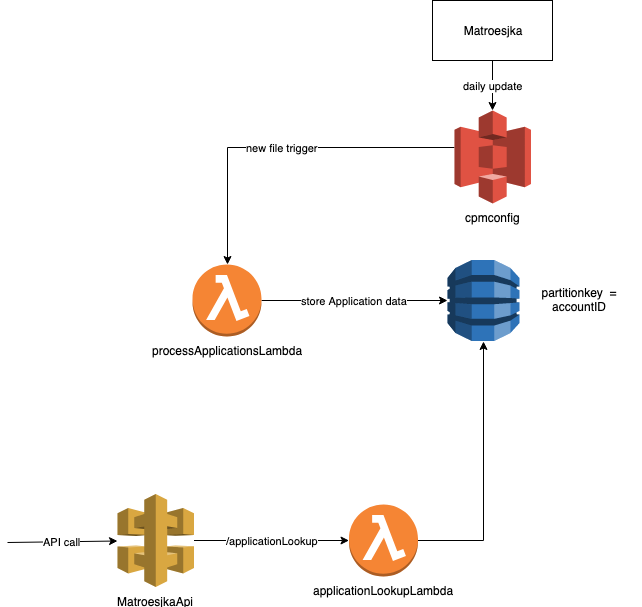 Matroesjka
daily update
new file trigger
cpmconfig
store Application data
partitionkey =
accountID
processApplicationsLambda
API call
/applicationLookup
MatroesjkaApi
applicationLookupLambda